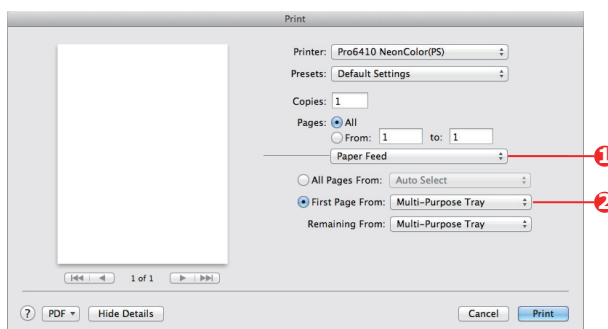 Print
Printer: Pro6410 NeonColor(PS)
Presets: Default Settings
Copies: 1
Pages: All
From: 1 to: 1
Paper Feed
1
All Pages From: Auto Select
First Page From: Multi-Purpose Tray
2
Remaining From: Multi-Purpose Tray
1 of 1
? PDF Hide Details Cancel Print